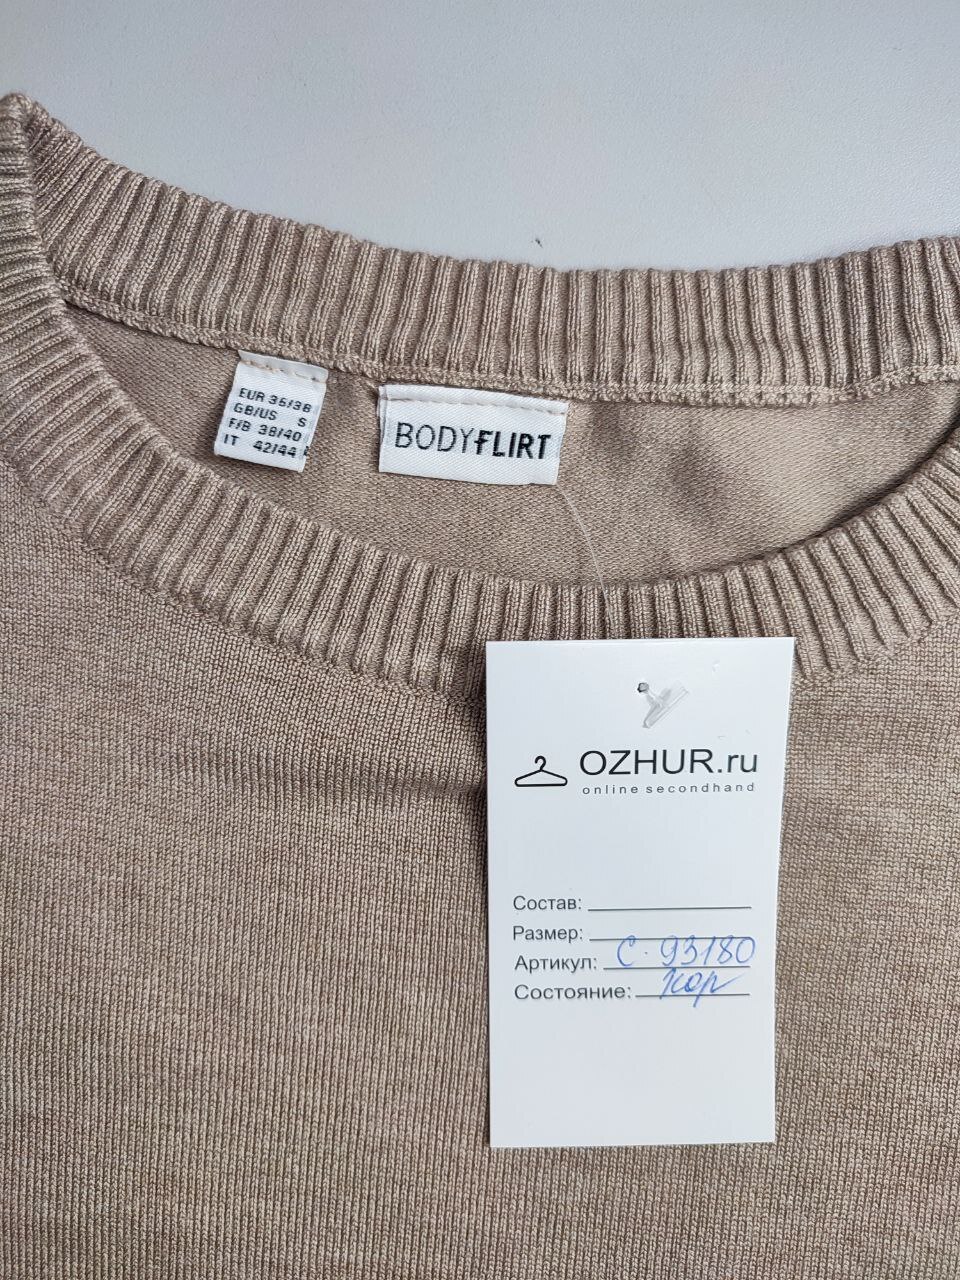 EUR 36/38
GB/US S
F/B 38/40
IT 42/44
BODYFLIRT
OZHUR.ru
online secondhand
Состав:
Размер:
Артикул: С-93180
Состояние: хор